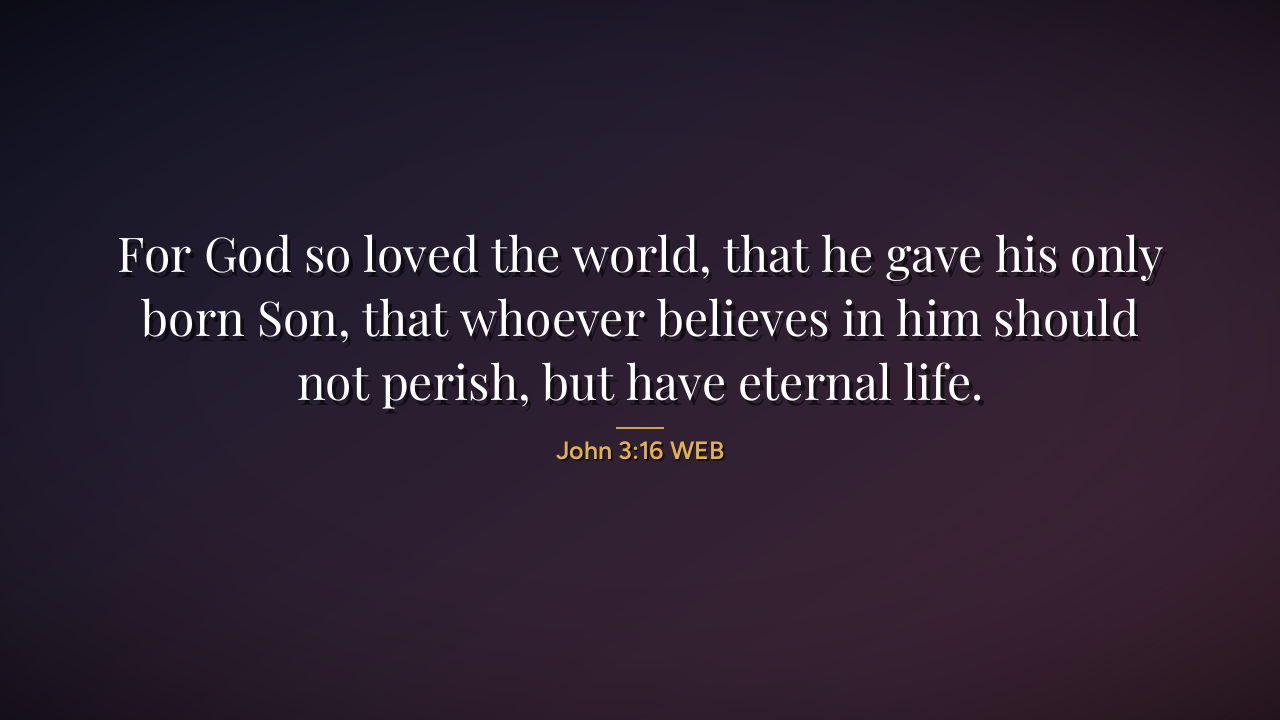 For God so loved the world, that he gave his only
born Son, that whoever believes in him should
not perish, but have eternal life.
John 3:16 WEB